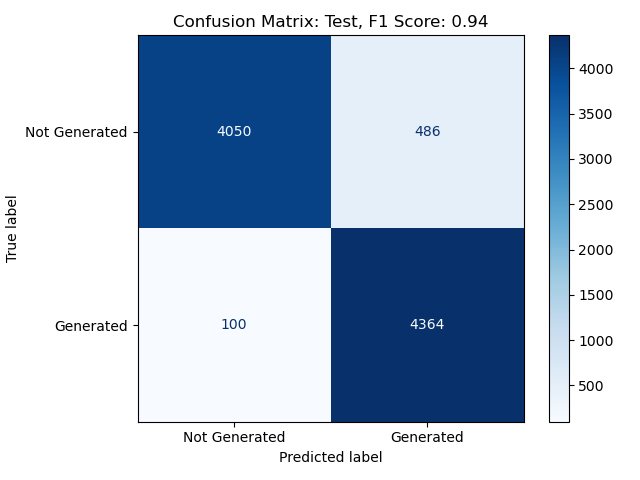 Confusion Matrix: Test, F1 Score: 0.94
True label
Not Generated
4050
486
Generated
100
4364
Not Generated
Generated
Predicted label
4000
3500
3000
2500
2000
1500
1000
500